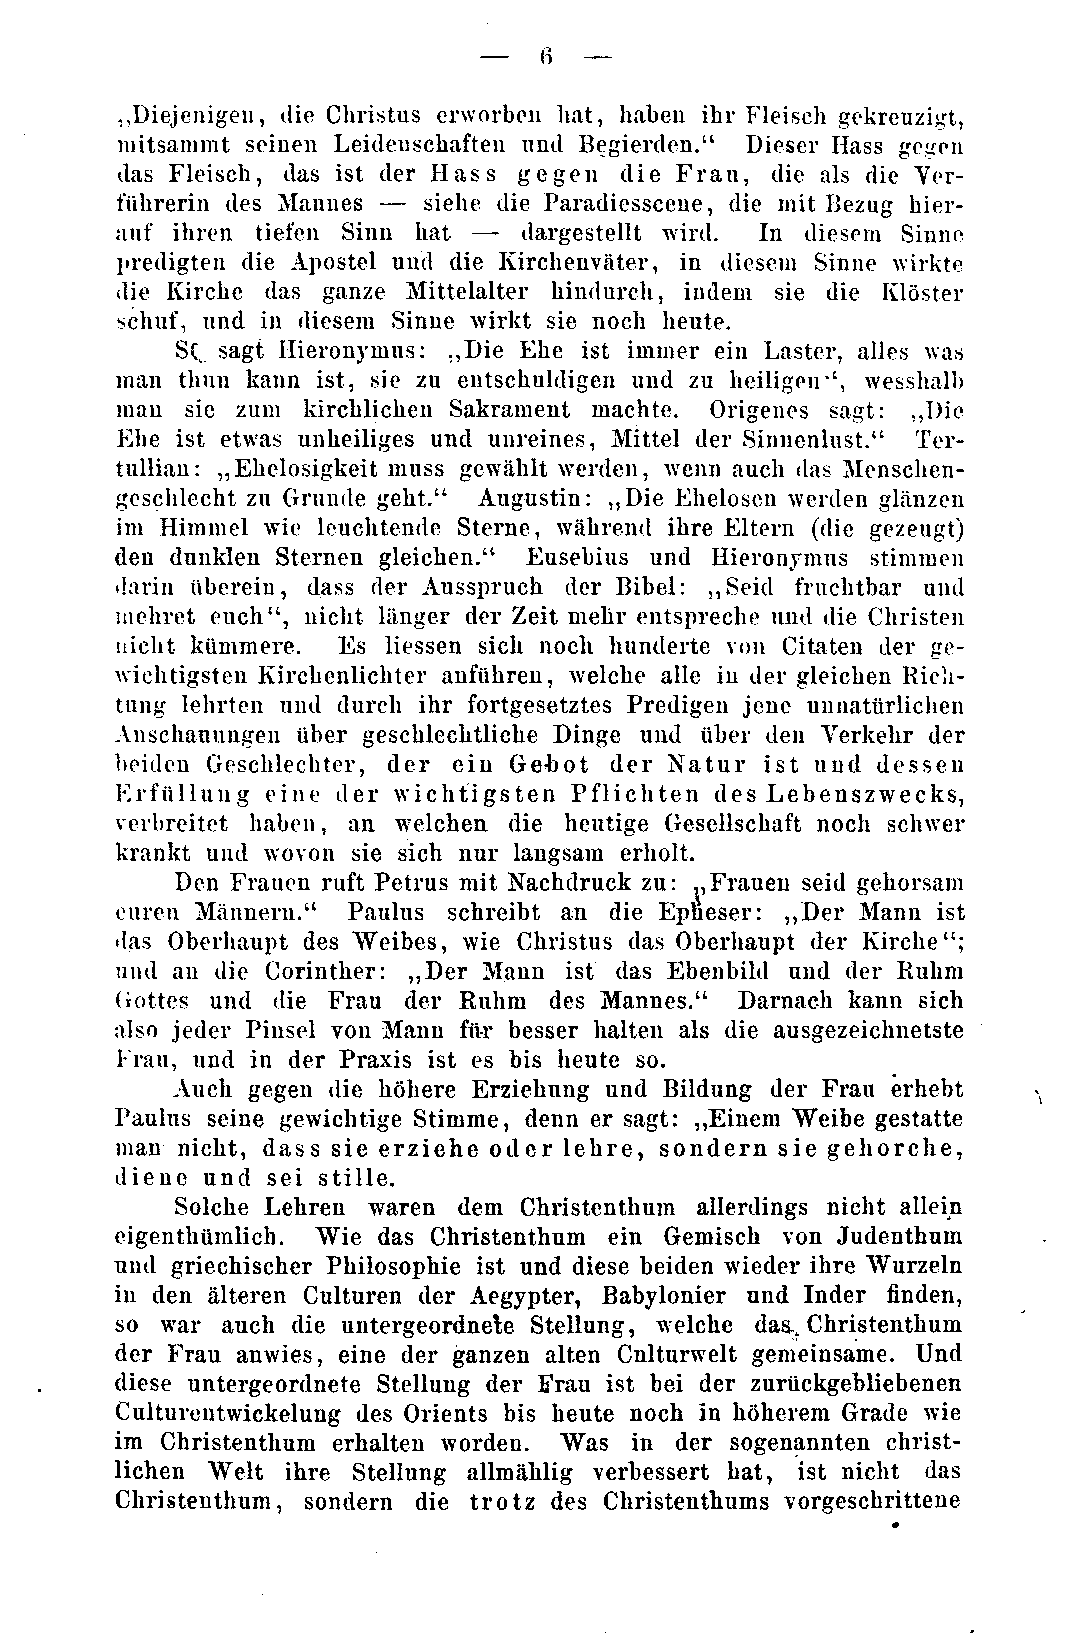 — 6 —
„Diejenigen, die Christus erworben hat, haben ihr Fleisch gekreuzigt,
mitsammt seinen Leidenschaften und Begierden.“ Dieser Hass gegen
das Fleisch, das ist der Hass gegen die Frau, die als die Ver-
führerin des Mannes — siehe die Paradiesscene, die mit Bezug hier-
auf ihren tiefen Sinn hat — dargestellt wird. In diesem Sinne
predigten die Apostel und die Kirchenväter, in diesem Sinne wirkte
die Kirche das ganze Mittelalter hindurch, indem sie die Klöster
schuf, und in diesem Sinne wirkt sie noch heute.
So sagt Hieronymus: „Die Ehe ist immer ein Laster, alles was
man thun kann ist, sie zu entschuldigen und zu heiligen“, wesshalb
man sie zum kirchlichen Sakrament machte. Origenes sagt: „Die
Ehe ist etwas unheiliges und unreines, Mittel der Sinnenlust.“ Ter-
tullian: „Ehelosigkeit muss gewählt werden, wenn auch das Menschen-
geschlecht zu Grunde geht.“ Augustin: „Die Ehelosen werden glänzen
im Himmel wie leuchtende Sterne, während ihre Eltern (die gezeugt)
den dunklen Sternen gleichen.“ Eusebius und Hieronymus stimmen
darin überein, dass der Ausspruch der Bibel: „Seid fruchtbar und
mehret euch“, nicht länger der Zeit mehr entspreche und die Christen
nicht kümmere. Es liessen sich noch hunderte von Citaten der ge-
wichtigsten Kirchenlichter anführen, welche alle in der gleichen Rich-
tung lehrten und durch ihr fortgesetztes Predigen jene unnatürlichen
Anschauungen über geschlechtliche Dinge und über den Verkehr der
beiden Geschlechter, der ein Gebot der Natur ist und dessen
Erfüllung eine der wichtigsten Pflichten des Lebenszwecks,
verbreitet haben, an welchen die heutige Gesellschaft noch schwer
krankt und wovon sie sich nur langsam erholt.
Den Frauen ruft Petrus mit Nachdruck zu: „Frauen seid gehorsam
euren Männern.“ Paulus schreibt an die Epheser: „Der Mann ist
das Oberhaupt des Weibes, wie Christus das Oberhaupt der Kirche“;
und an die Corinther: „Der Mann ist das Ebenbild und der Ruhm
Gottes und die Frau der Ruhm des Mannes.“ Darnach kann sich
also jeder Pinsel von Mann für besser halten als die ausgezeichnetste
Frau, und in der Praxis ist es bis heute so.
Auch gegen die höhere Erziehung und Bildung der Frau erhebt
Paulus seine gewichtige Stimme, denn er sagt: „Einem Weibe gestatte
man nicht, dass sie erziehe oder lehre, sondern sie gehorche,
diene und sei stille.
Solche Lehren waren dem Christenthum allerdings nicht allein
eigenthümlich. Wie das Christenthum ein Gemisch von Judenthum
und griechischer Philosophie ist und diese beiden wieder ihre Wurzeln
in den älteren Culturen der Aegypter, Babylonier und Inder finden,
so war auch die untergeordnete Stellung, welche das Christenthum
der Frau anwies, eine der ganzen alten Culturwelt gemeinsame. Und
diese untergeordnete Stellung der Frau ist bei der zurückgebliebenen
Culturentwickelung des Orients bis heute noch in höherem Grade wie
im Christenthum erhalten worden. Was in der sogenannten christ-
lichen Welt ihre Stellung allmählig verbessert hat, ist nicht das
Christenthum, sondern die trotz des Christenthums vorgeschrittene